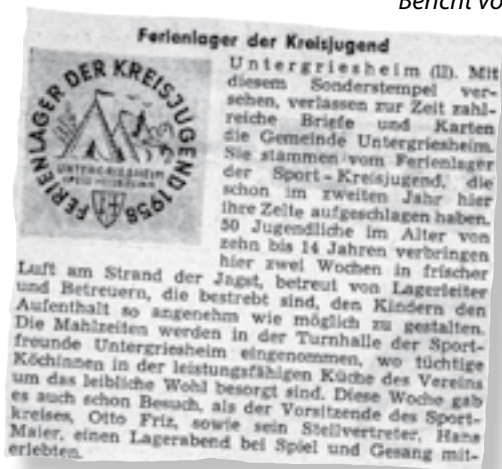 Bericht vo
Ferienlager der Kreisjugend
FERIENLAGER DER KREISJUGEND 1958
UNTERGRIESHEIM
Untergriesheim (12). Mit
diesem Sonderstempel ver-
sehen, verlassen zur Zeit zahl-
reiche Briefe und Karten
die Gemeinde Untergriesheim.
Sie stammen vom Ferienlager
der Sport-Kreisjugend, die
schon im zweiten Jahr hier
ihre Zelte aufgeschlagen haben.
50 Jugendliche im Alter von
zehn bis 14 Jahren verbringen
hier zwei Wochen in frischer
Luft am Strand der Jagst, betreut von Lagerleiter
und Betreuern, die bestrebt sind, den Kindern den
Aufenthalt so angenehm wie möglich zu gestalten.
Die Mahlzeiten werden in der Turnhalle der Sport-
freunde Untergriesheim eingenommen, wo tüchtige
Köchinnen in der leistungsfähigen Küche des Vereins
um das leibliche Wohl besorgt sind. Diese Woche gab
es auch schon Besuch, als der Vorsitzende des Sport-
kreises, Otto Friz, sowie sein Stellvertreter, Hans
Maier, einen Lagerabend bei Spiel und Gesang mit-
erlebten.